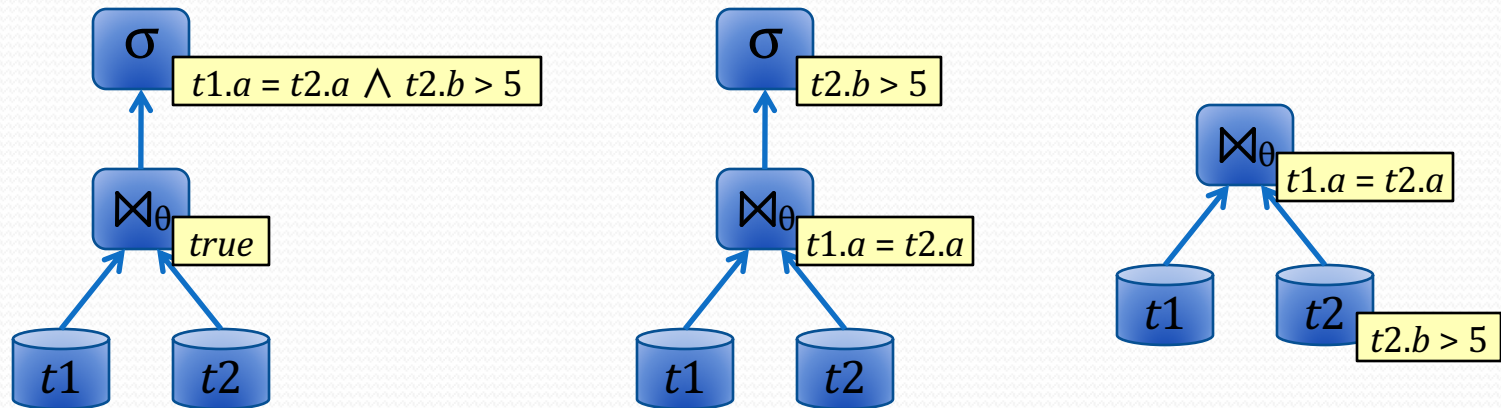 σ
t1.a = t2.a ∧ t2.b > 5
⋈θ
true
t1
t2
σ
t2.b > 5
⋈θ
t1.a = t2.a
t1
t2
⋈θ
t1.a = t2.a
t1
t2
t2.b > 5